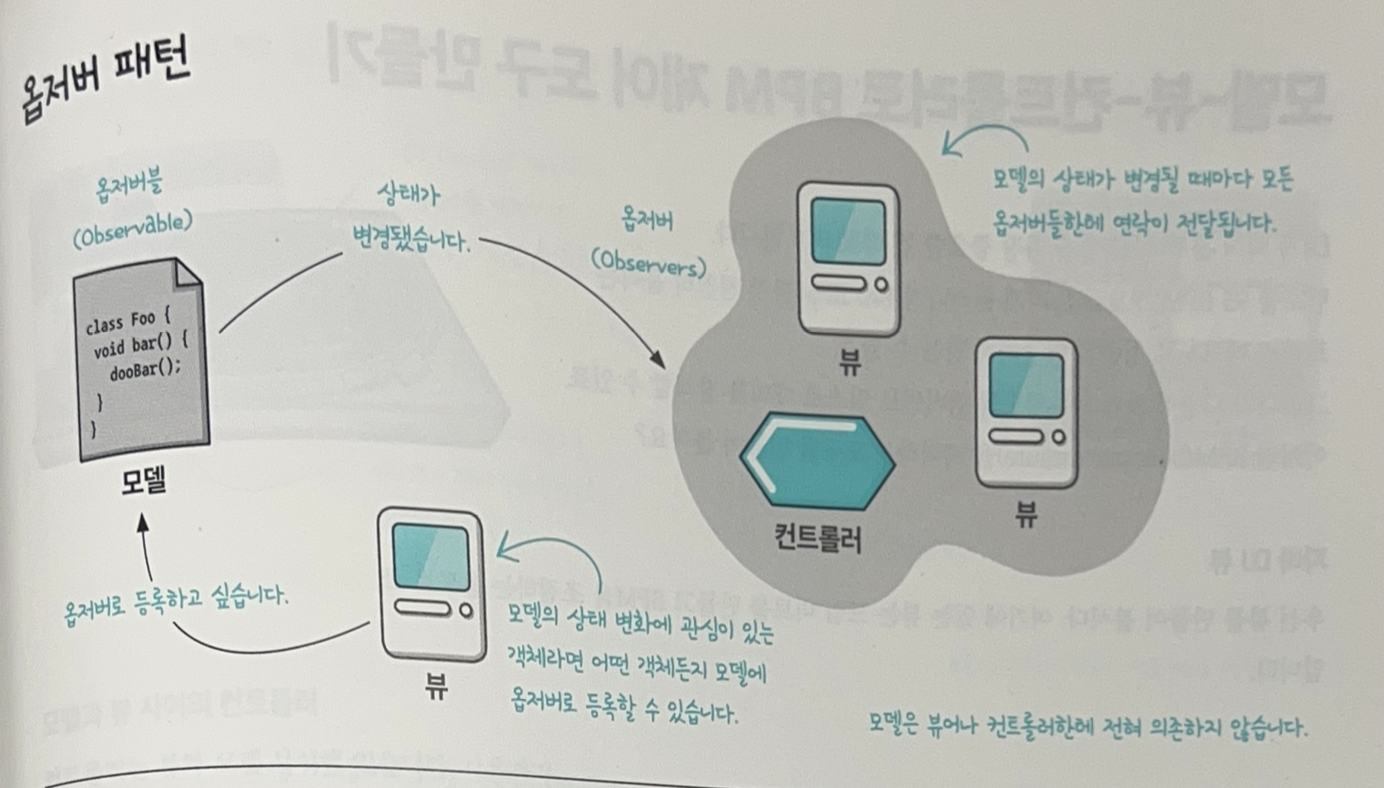 옵저버 패턴
옵저버블
(Observable)
class Foo {
void bar() {
dooBar();
}
}
모델
상태가
변경됐습니다.
옵저버
(Observers)
뷰
뷰
컨트롤러
모델의 상태가 변경될 때마다 모든
옵저버들한테 연락이 전달됩니다.
옵저버로 등록하고 싶습니다.
뷰
모델의 상태 변화에 관심이 있는
객체라면 어떤 객체든지 모델에
옵저버로 등록할 수 있습니다.
모델은 뷰어나 컨트롤러한테 전혀 의존하지 않습니다.